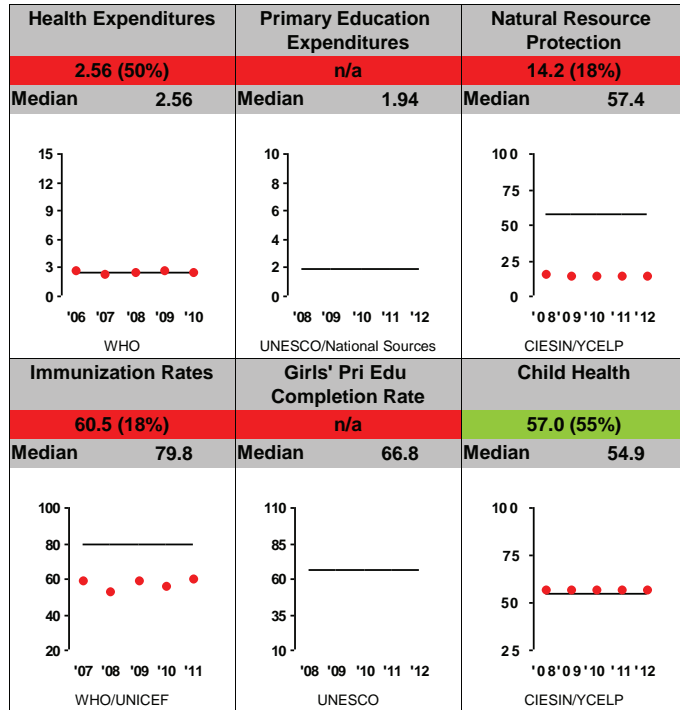 Health Expenditures
2.56 (50%)
Median 2.56
15
12
9
6
3
0
'06 '07 '08 '09 '10
WHO
Primary Education
Expenditures
n/a
Median 1.94
10
8
6
4
2
0
'08 '09 '10 '11 '12
UNESCO/National Sources
Natural Resource
Protection
14.2 (18%)
Median 57.4
100
75
50
25
0
'08'09 '10 '11 '12
CIESIN/YCELP
Immunization Rates
60.5 (18%)
Median 79.8
100
80
60
40
20
'07 '08 '09 '10 '11
WHO/UNICEF
Girls' Pri Edu
Completion Rate
n/a
Median 66.8
110
85
60
35
10
'08 '09 '10 '11 '12
UNESCO
Child Health
57.0 (55%)
Median 54.9
100
75
50
25
'08'09 '10 '11 '12
CIESIN/YCELP